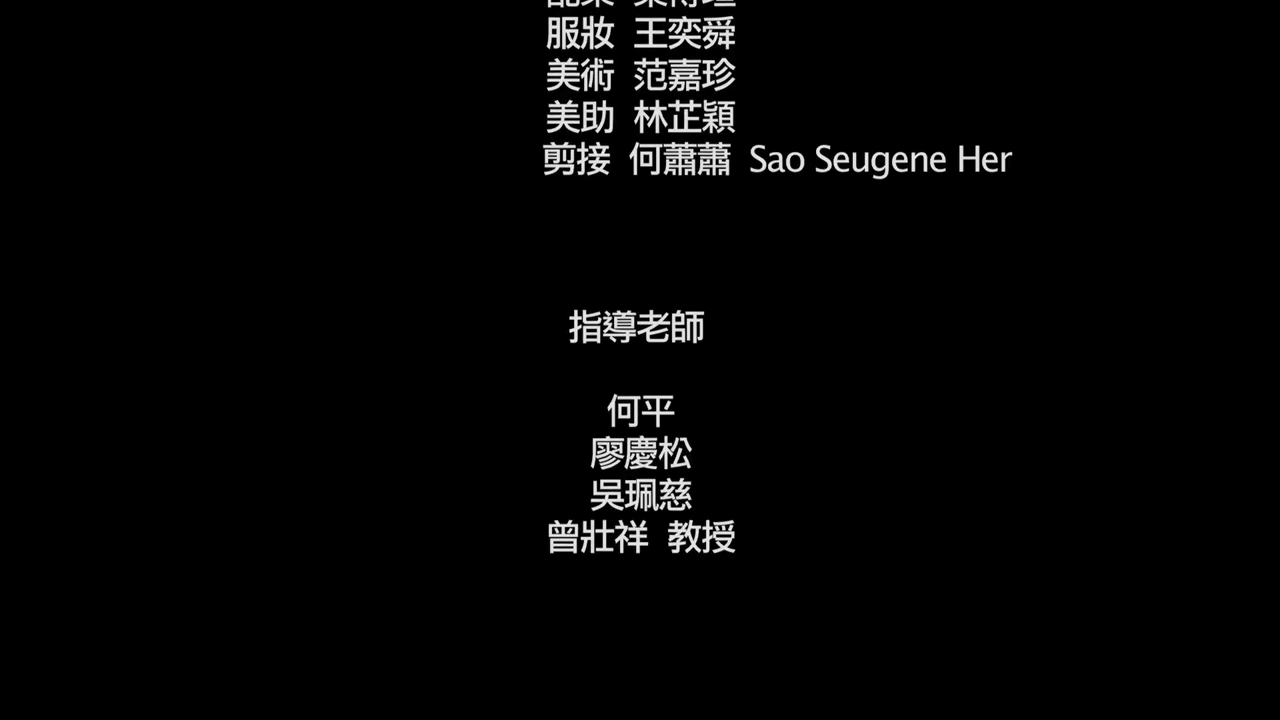 服妝 王奕舜
美術 范嘉珍
美助 林芷穎
剪接 何蕭蕭 Sao Seugene Her
指導老師
何平
廖慶松
吳珮慈
曾壯祥 教授